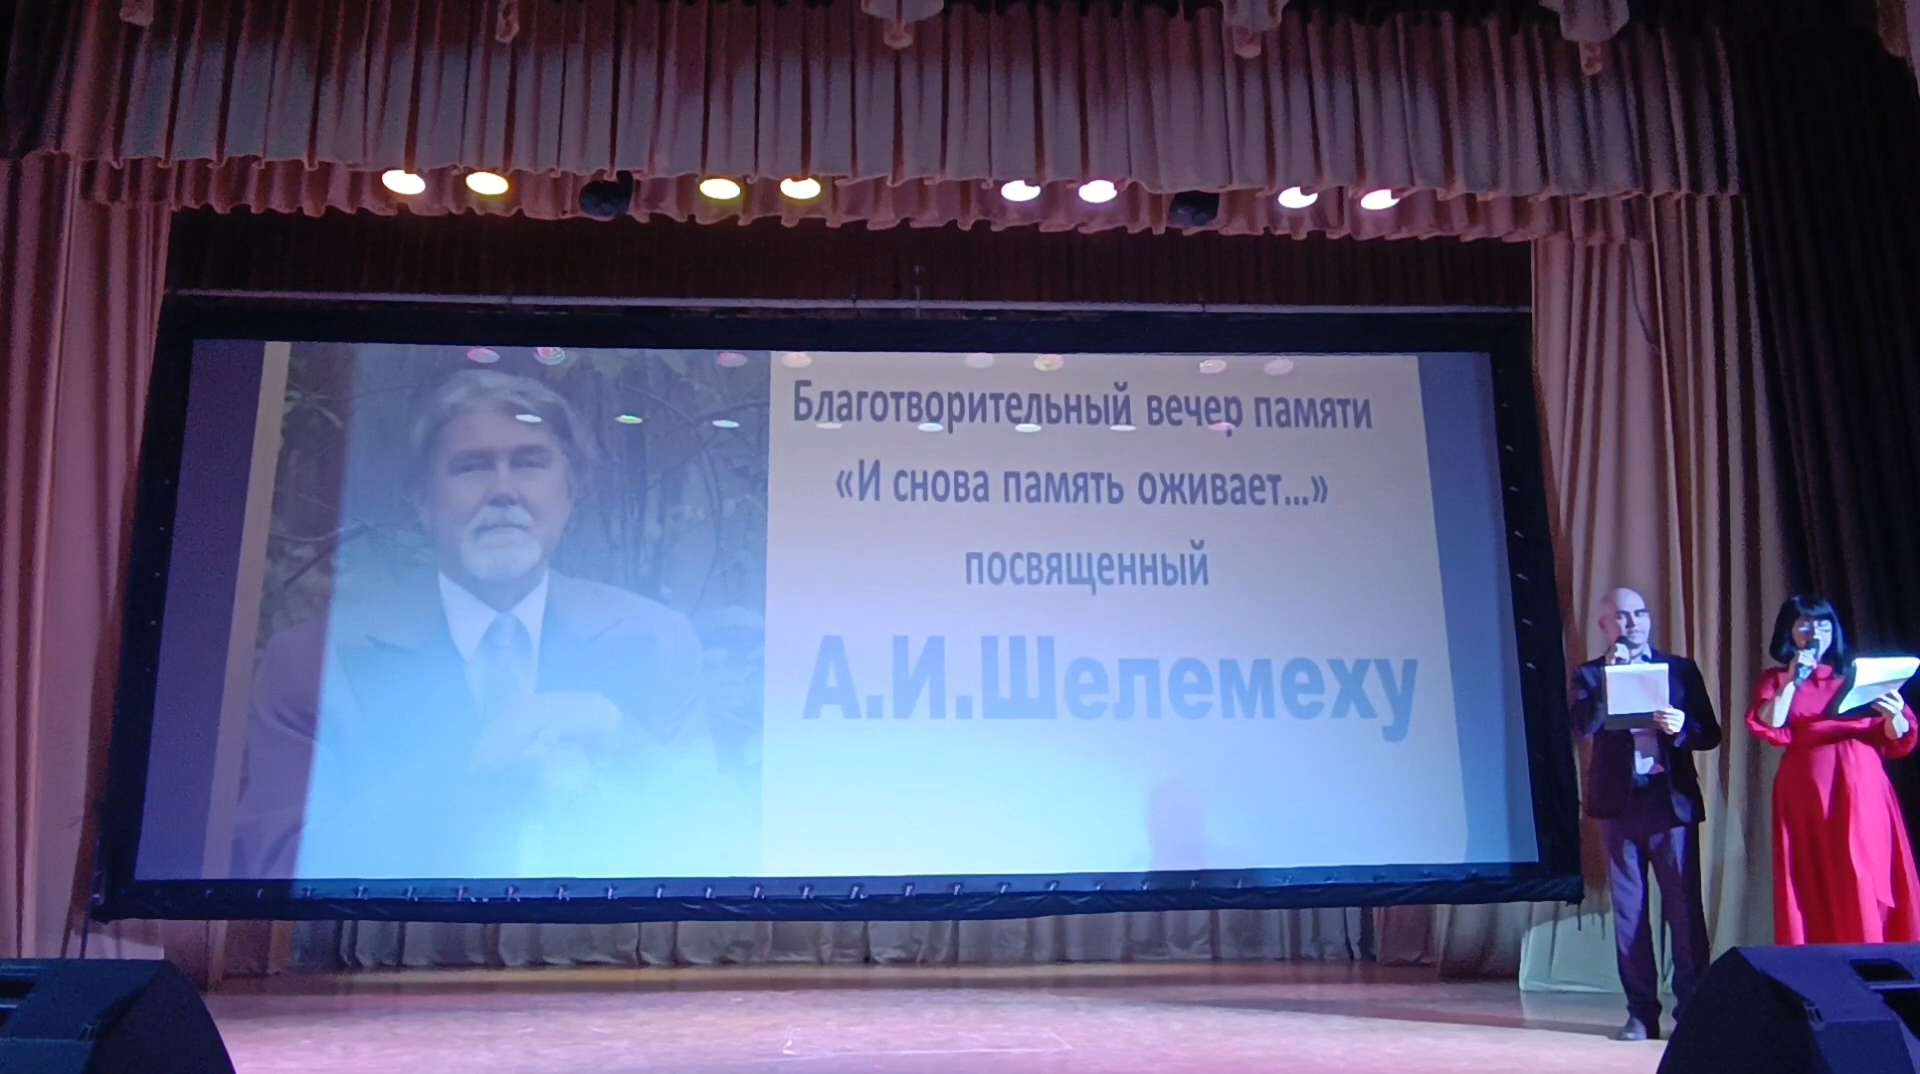 Благотворительный вечер памяти
«И снова память оживает...»
посвященный
А.И.Шелемеху